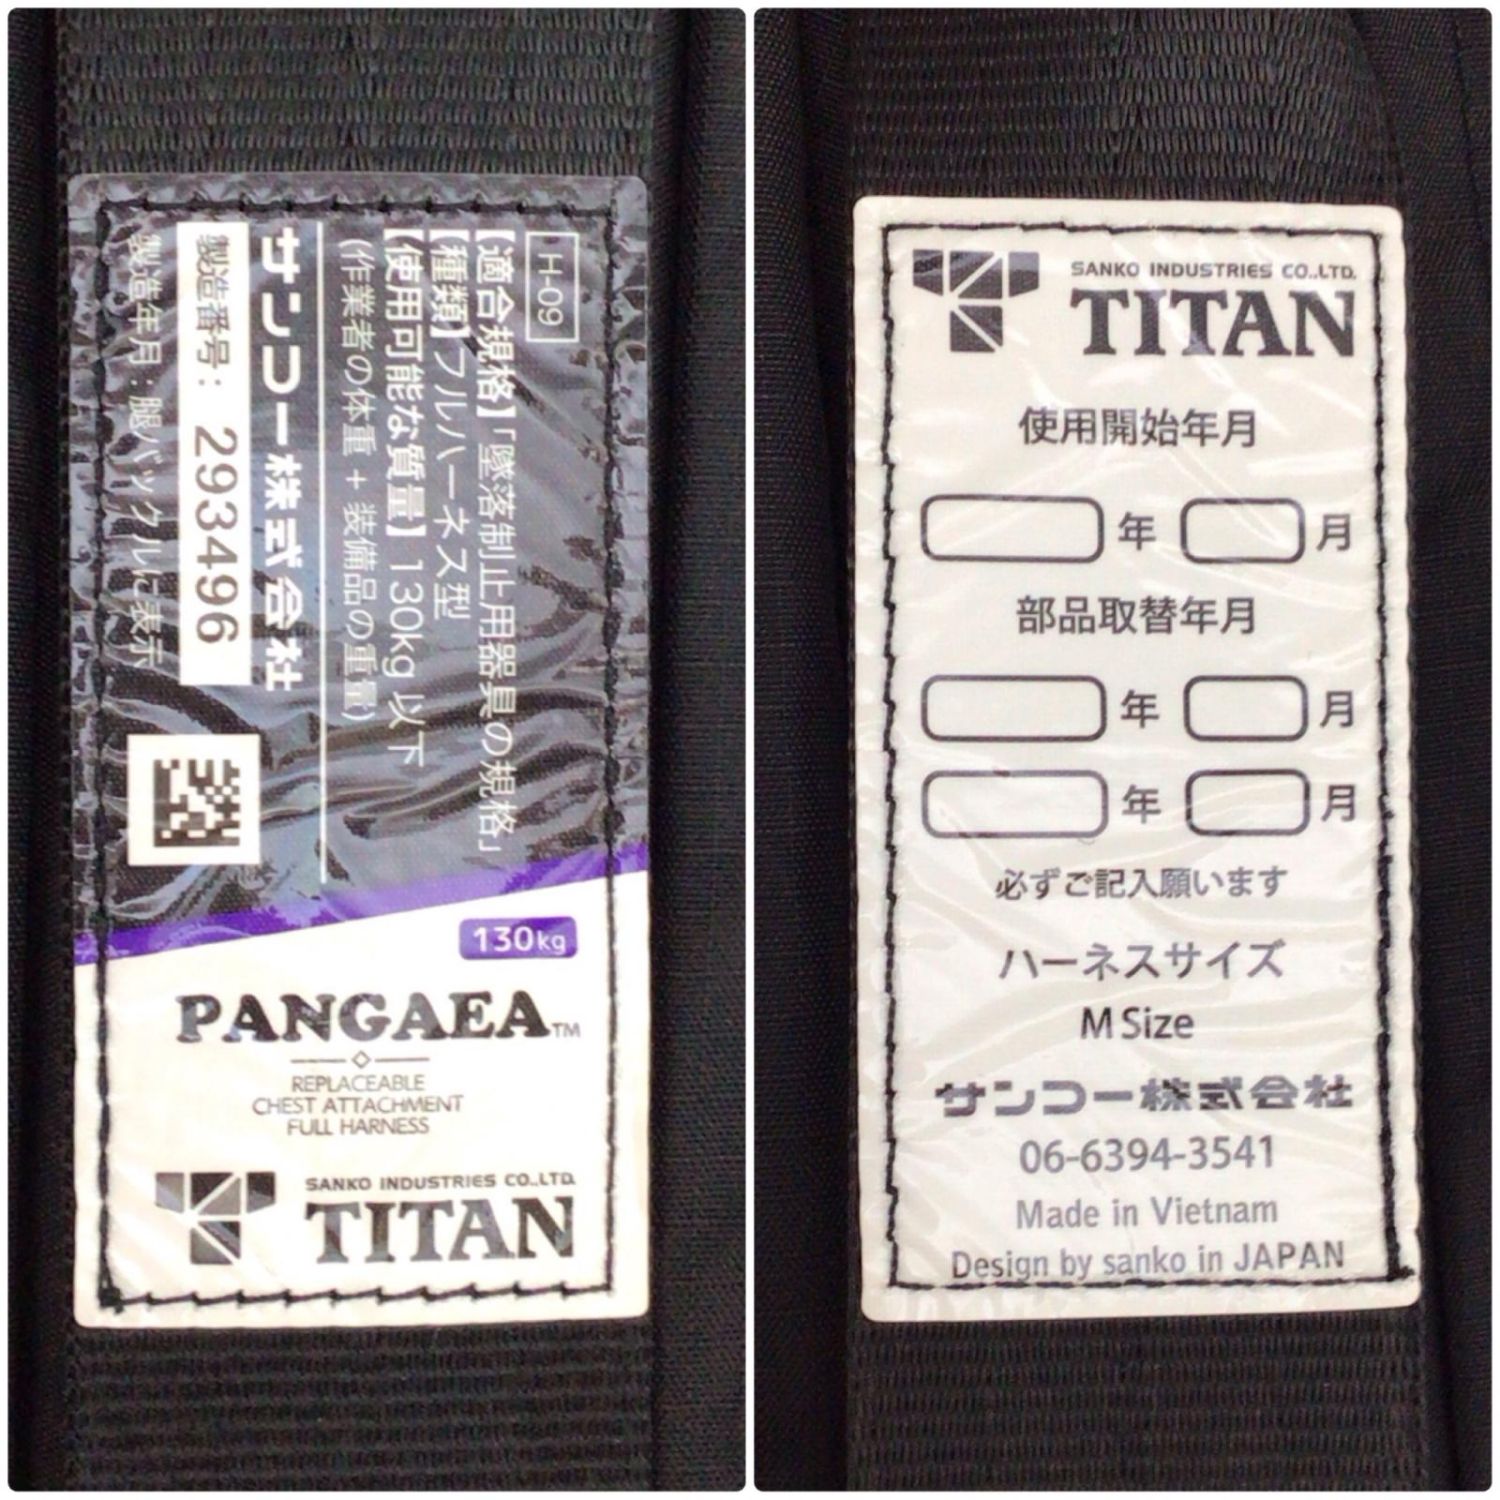 H-09
【適合規格】「墜落制止用器具の規格」
【種類】フルハーネス型
【使用可能な質量】130kg 以下
(作業者の体重 + 装備品の重量)
サンコー株式会社
製造番号: 293496
製造年月:腿バックルに表示
130kg
PANGAEA™
REPLACEABLE
CHEST ATTACHMENT
FULL HARNESS
SANKO INDUSTRIES CO.,LTD.
TITAN
SANKO INDUSTRIES CO.,LTD.
TITAN
使用開始年月
年 月
部品取替年月
年 月
年 月
必ずご記入願います
ハーネスサイズ
M Size
サンコー株式会社
06-6394-3541
Made in Vietnam
Design by sanko in JAPAN